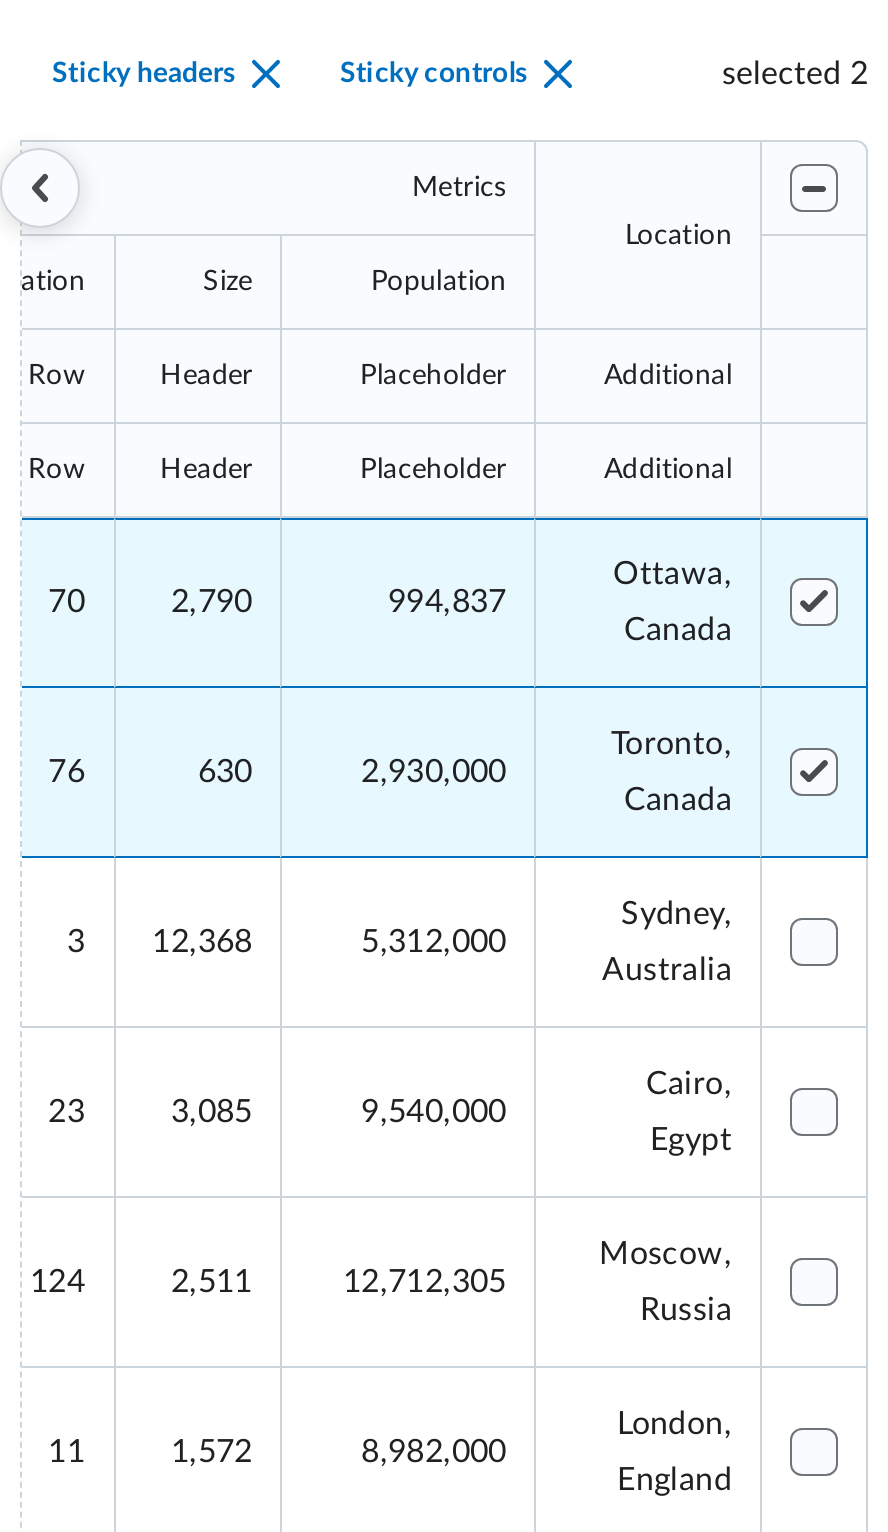 Sticky headers Sticky controls selected 2
Metrics
Location
ation Size Population
Row Header Placeholder Additional
Row Header Placeholder Additional
70 2,790 994,837 Ottawa,
Canada
76 630 2,930,000 Toronto,
Canada
3 12,368 5,312,000 Sydney,
Australia
23 3,085 9,540,000 Cairo,
Egypt
124 2,511 12,712,305 Moscow,
Russia
11 1,572 8,982,000 London,
England